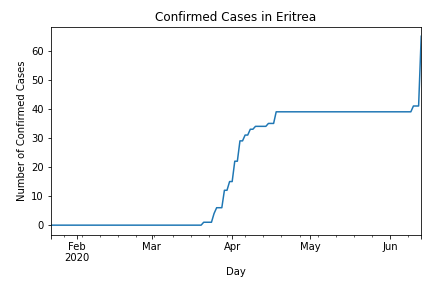 Confirmed Cases in Eritrea
Number of Confirmed Cases
60
50
40
30
20
10
0
Feb
2020
Mar
Apr
May
Jun
Day